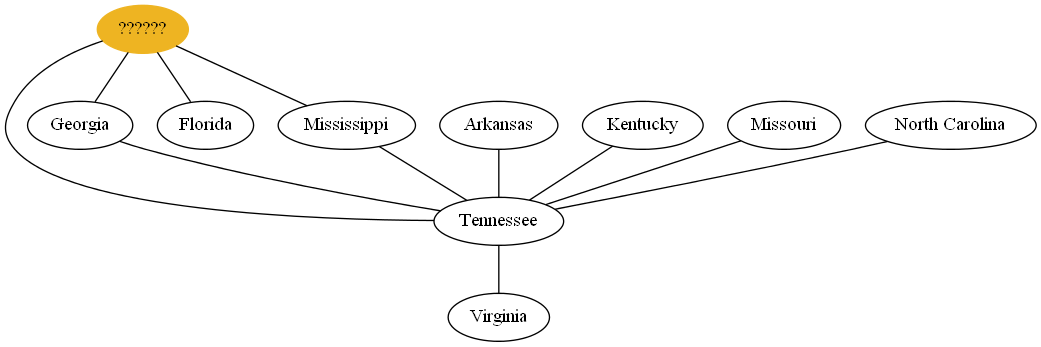 ??????
Georgia
Florida
Mississippi
Arkansas
Kentucky
Missouri
North Carolina
Tennessee
Virginia